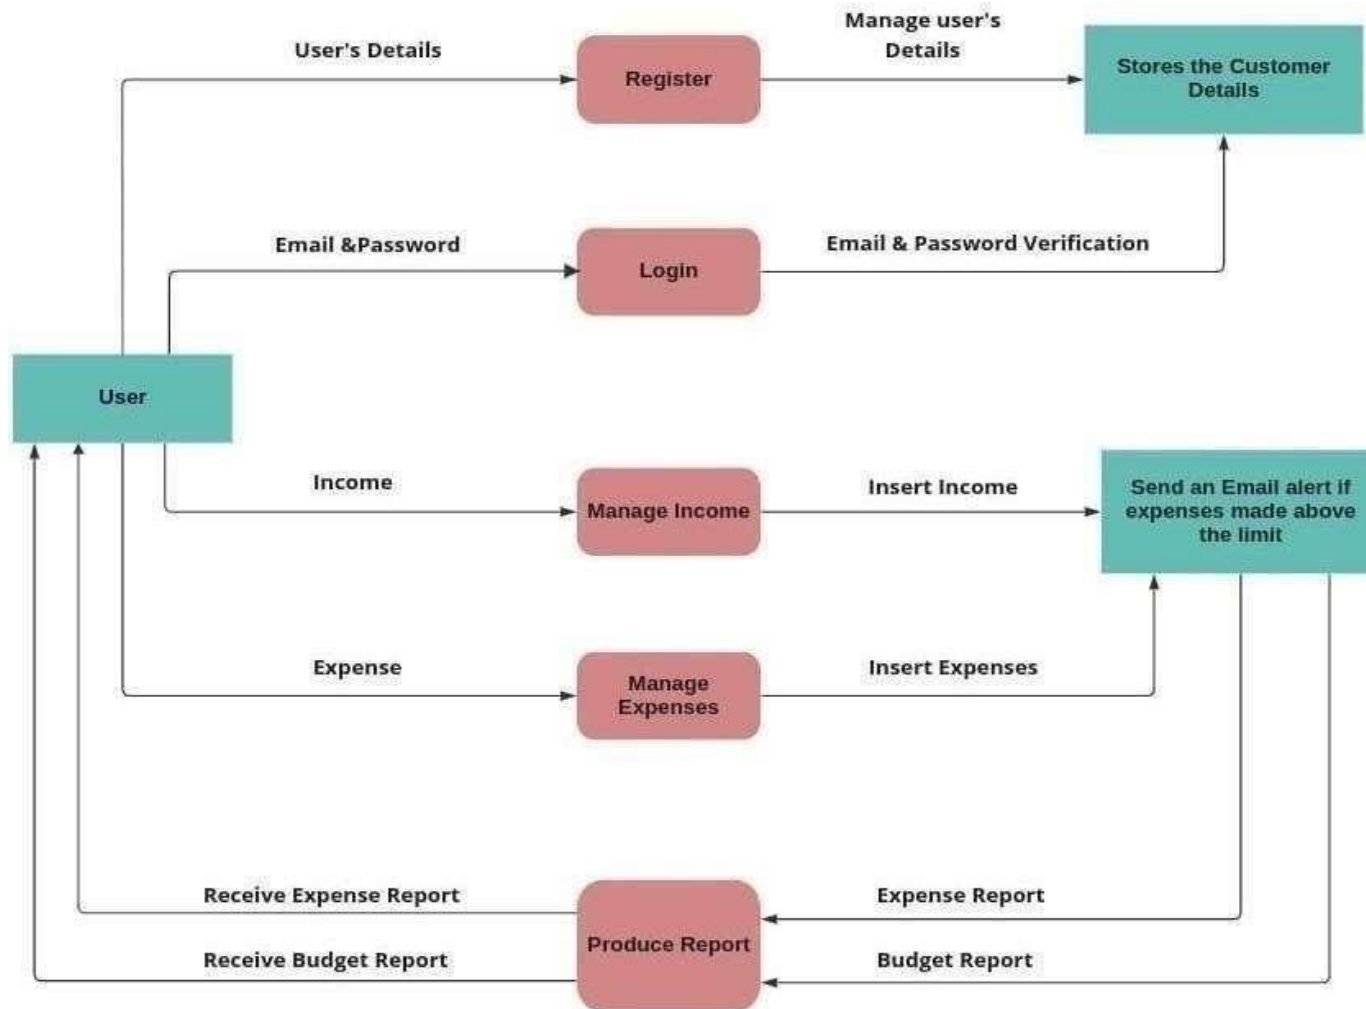 User's Details
Register
Manage user's
Details
Stores the Customer
Details
Email &Password
Login
Email & Password Verification
User
Income
Manage Income
Insert Income
Send an Email alert if
expenses made above
the limit
Expense
Manage
Expenses
Insert Expenses
Receive Expense Report
Produce Report
Expense Report
Receive Budget Report
Budget Report